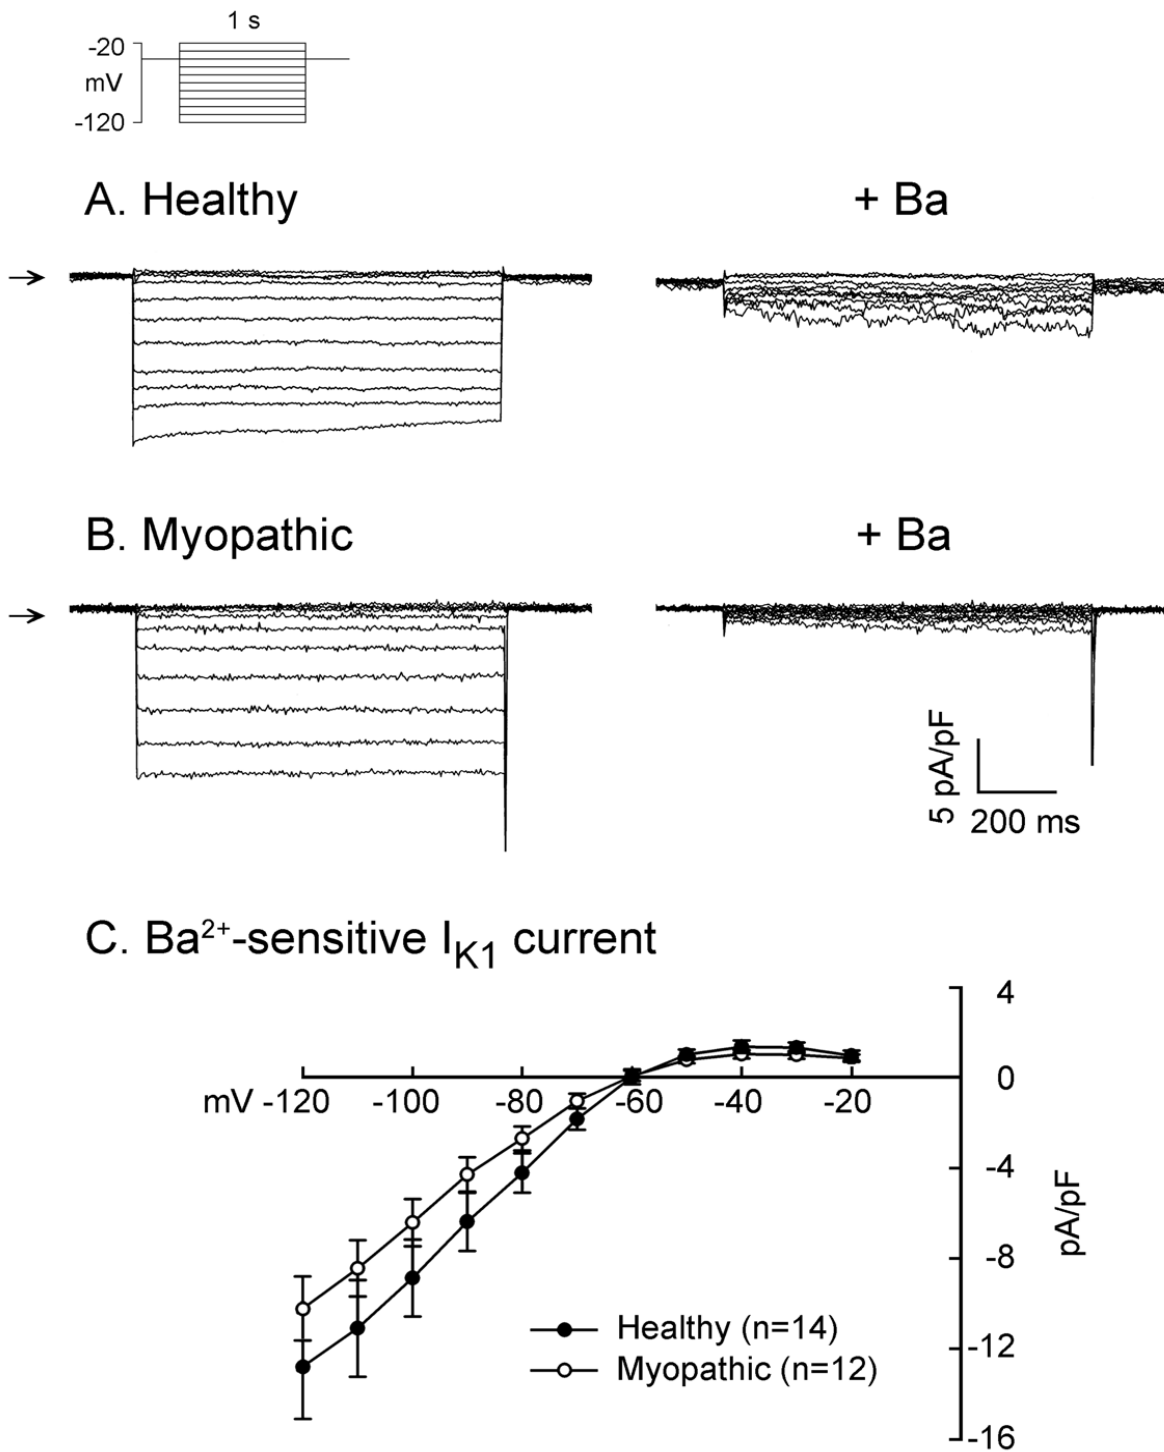 1 s
-20
mV
-120
A. Healthy
+ Ba
B. Myopathic
+ Ba
5 pA/pF
200 ms
C. Ba²⁺-sensitive I_K1 current
4
0
mV -120 -100 -80 -60 -40 -20
-4
pA/pF
-8
Healthy (n=14)
-12
Myopathic (n=12)
-16